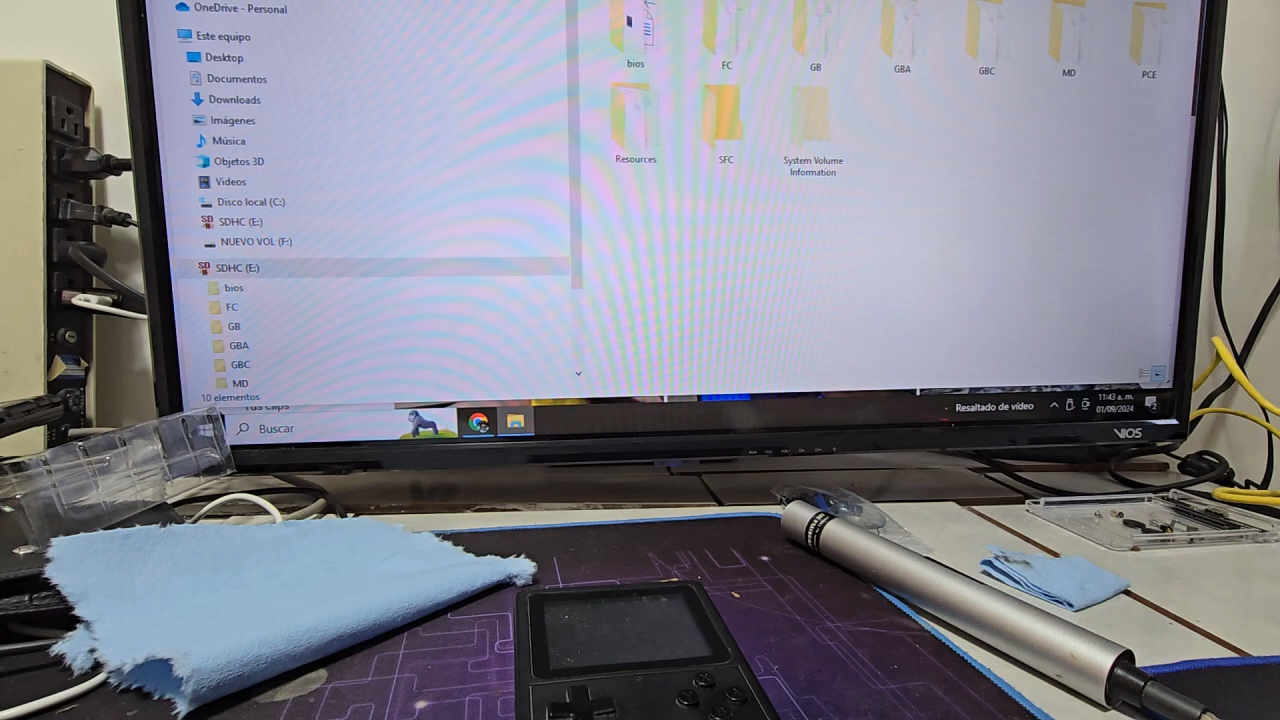 OneDrive - Personal
Este equipo
Desktop
Documentos
Downloads
Imágenes
Música
Objetos 3D
Videos
Disco local (C:)
SDHC (E:)
NUEVO VOL (F:)
SDHC (E:)
bios
FC
GB
GBA
GBC
MD
10 elementos
bios
FC
GB
GBA
GBC
MD
PCE
Resources
SFC
System Volume
Information
Buscar
Resaltado de vídeo
11:43 a. m.
01/09/2024
2
VIOS